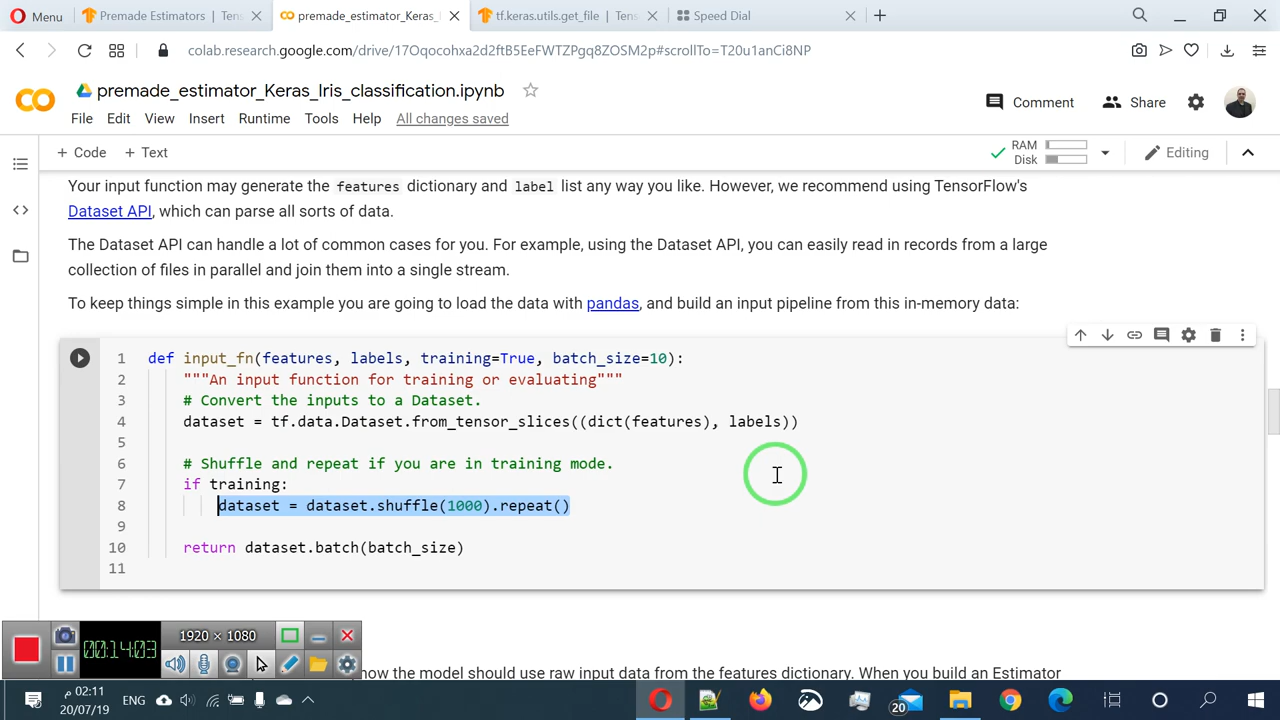 Menu
Premade Estimators | Tens
premade_estimator_Keras_
tf.keras.utils.get_file | Tens
Speed Dial
colab.research.google.com/drive/17Oqocohxa2d2ftB5EeFWTZPgq8ZOSM2p#scrollTo=T20u1anCi8NP
premade_estimator_Keras_Iris_classification.ipynb
File Edit View Insert Runtime Tools Help All changes saved
Comment Share
+ Code + Text
RAM
Disk
Editing
Your input function may generate the features dictionary and label list any way you like. However, we recommend using TensorFlow's
Dataset API, which can parse all sorts of data.
The Dataset API can handle a lot of common cases for you. For example, using the Dataset API, you can easily read in records from a large
collection of files in parallel and join them into a single stream.
To keep things simple in this example you are going to load the data with pandas, and build an input pipeline from this in-memory data:
1 def input_fn(features, labels, training=True, batch_size=10):
2 """An input function for training or evaluating"""
3 # Convert the inputs to a Dataset.
4 dataset = tf.data.Dataset.from_tensor_slices((dict(features), labels))
5
6 # Shuffle and repeat if you are in training mode.
7 if training:
8 dataset = dataset.shuffle(1000).repeat()
9
10 return dataset.batch(batch_size)
11
00:14:03
1920 × 1080
how the model should use raw input data from the features dictionary. When you build an Estimator
02:11 م
20/07/19
ENG
20